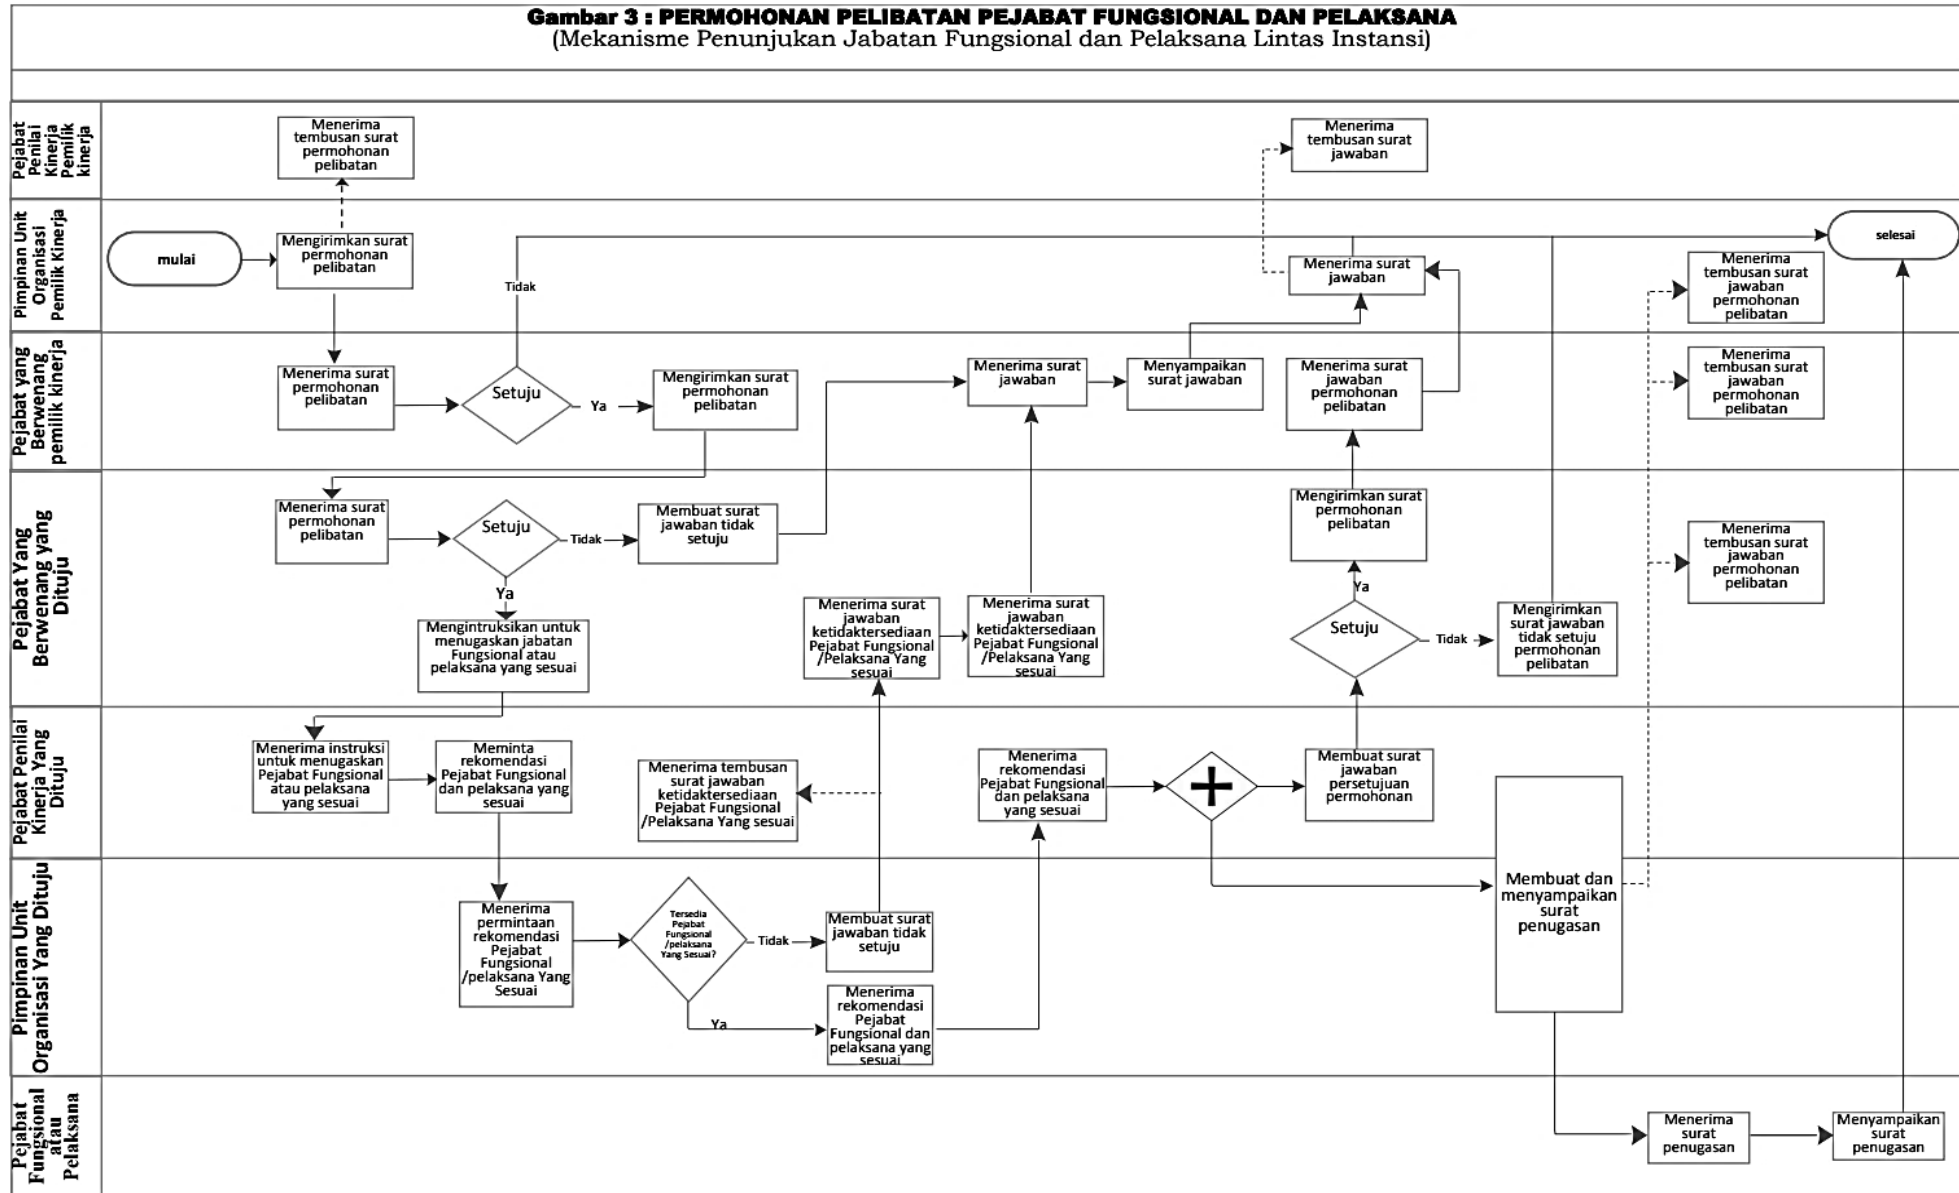 Gambar 3 : PERMOHONAN PELIBATAN PEJABAT FUNGSIONAL DAN PELAKSANA
(Mekanisme Penunjukan Jabatan Fungsional dan Pelaksana Lintas Instansi)
Pejabat
Penilai
Kinerja
Pemilik
kinerja
Menerima
tembusan surat
permohonan
pelibatan
Menerima
tembusan surat
jawaban
Pimpinan Unit
Organisasi
Pemilik Kinerja
mulai
Mengirimkan surat
permohonan
pelibatan
Tidak
Menerima surat
jawaban
selesai
Menerima
tembusan surat
jawaban
permohonan
pelibatan
Pejabat yang
Berwenang
pemilik kinerja
Menerima surat
permohonan
pelibatan
Setuju
Ya
Mengirimkan surat
permohonan
pelibatan
Menerima surat
jawaban
Menyampaikan
surat jawaban
Menerima surat
jawaban
permohonan
pelibatan
Menerima
tembusan surat
jawaban
permohonan
pelibatan
Pejabat Yang
Berwenang yang
Dituju
Menerima surat
permohonan
pelibatan
Setuju
Tidak
Membuat surat
jawaban tidak
setuju
Ya
Mengintruksikan untuk
menugaskan jabatan
Fungsional atau
pelaksana yang sesuai
Menerima surat
jawaban
ketidaktersediaan
Pejabat Fungsional
/Pelaksana Yang
sesuai
Menerima surat
jawaban
ketidaktersediaan
Pejabat Fungsional
/Pelaksana Yang
sesuai
Mengirimkan surat
permohonan
pelibatan
Ya
Setuju
Tidak
Mengirimkan
surat jawaban
tidak setuju
permohonan
pelibatan
Menerima
tembusan surat
jawaban
permohonan
pelibatan
Pejabat Penilai
Kinerja Yang
Dituju
Menerima instruksi
untuk menugaskan
Pejabat Fungsional
atau pelaksana
yang sesuai
Meminta
rekomendasi
Pejabat Fungsional
dan pelaksana yang
sesuai
Menerima tembusan
surat jawaban
ketidaktersediaan
Pejabat Fungsional
/Pelaksana Yang sesuai
Menerima
rekomendasi
Pejabat Fungsional
dan pelaksana
yang sesuai
Membuat surat
jawaban
persetujuan
permohonan
Membuat dan
menyampaikan
surat
penugasan
Pimpinan Unit
Organisasi Yang Dituju
Menerima
permintaan
rekomendasi
Pejabat
Fungsional
/pelaksana Yang
Sesuai
Tersedia
Pejabat
Fungsional
/pelaksana
Yang Sesuai?
Tidak
Membuat surat
jawaban tidak
setuju
Ya
Menerima
rekomendasi
Pejabat
Fungsional dan
pelaksana yang
sesuai
Pejabat
Fungsional
atau
Pelaksana
Menerima
surat
penugasan
Menyampaikan
surat
penugasan